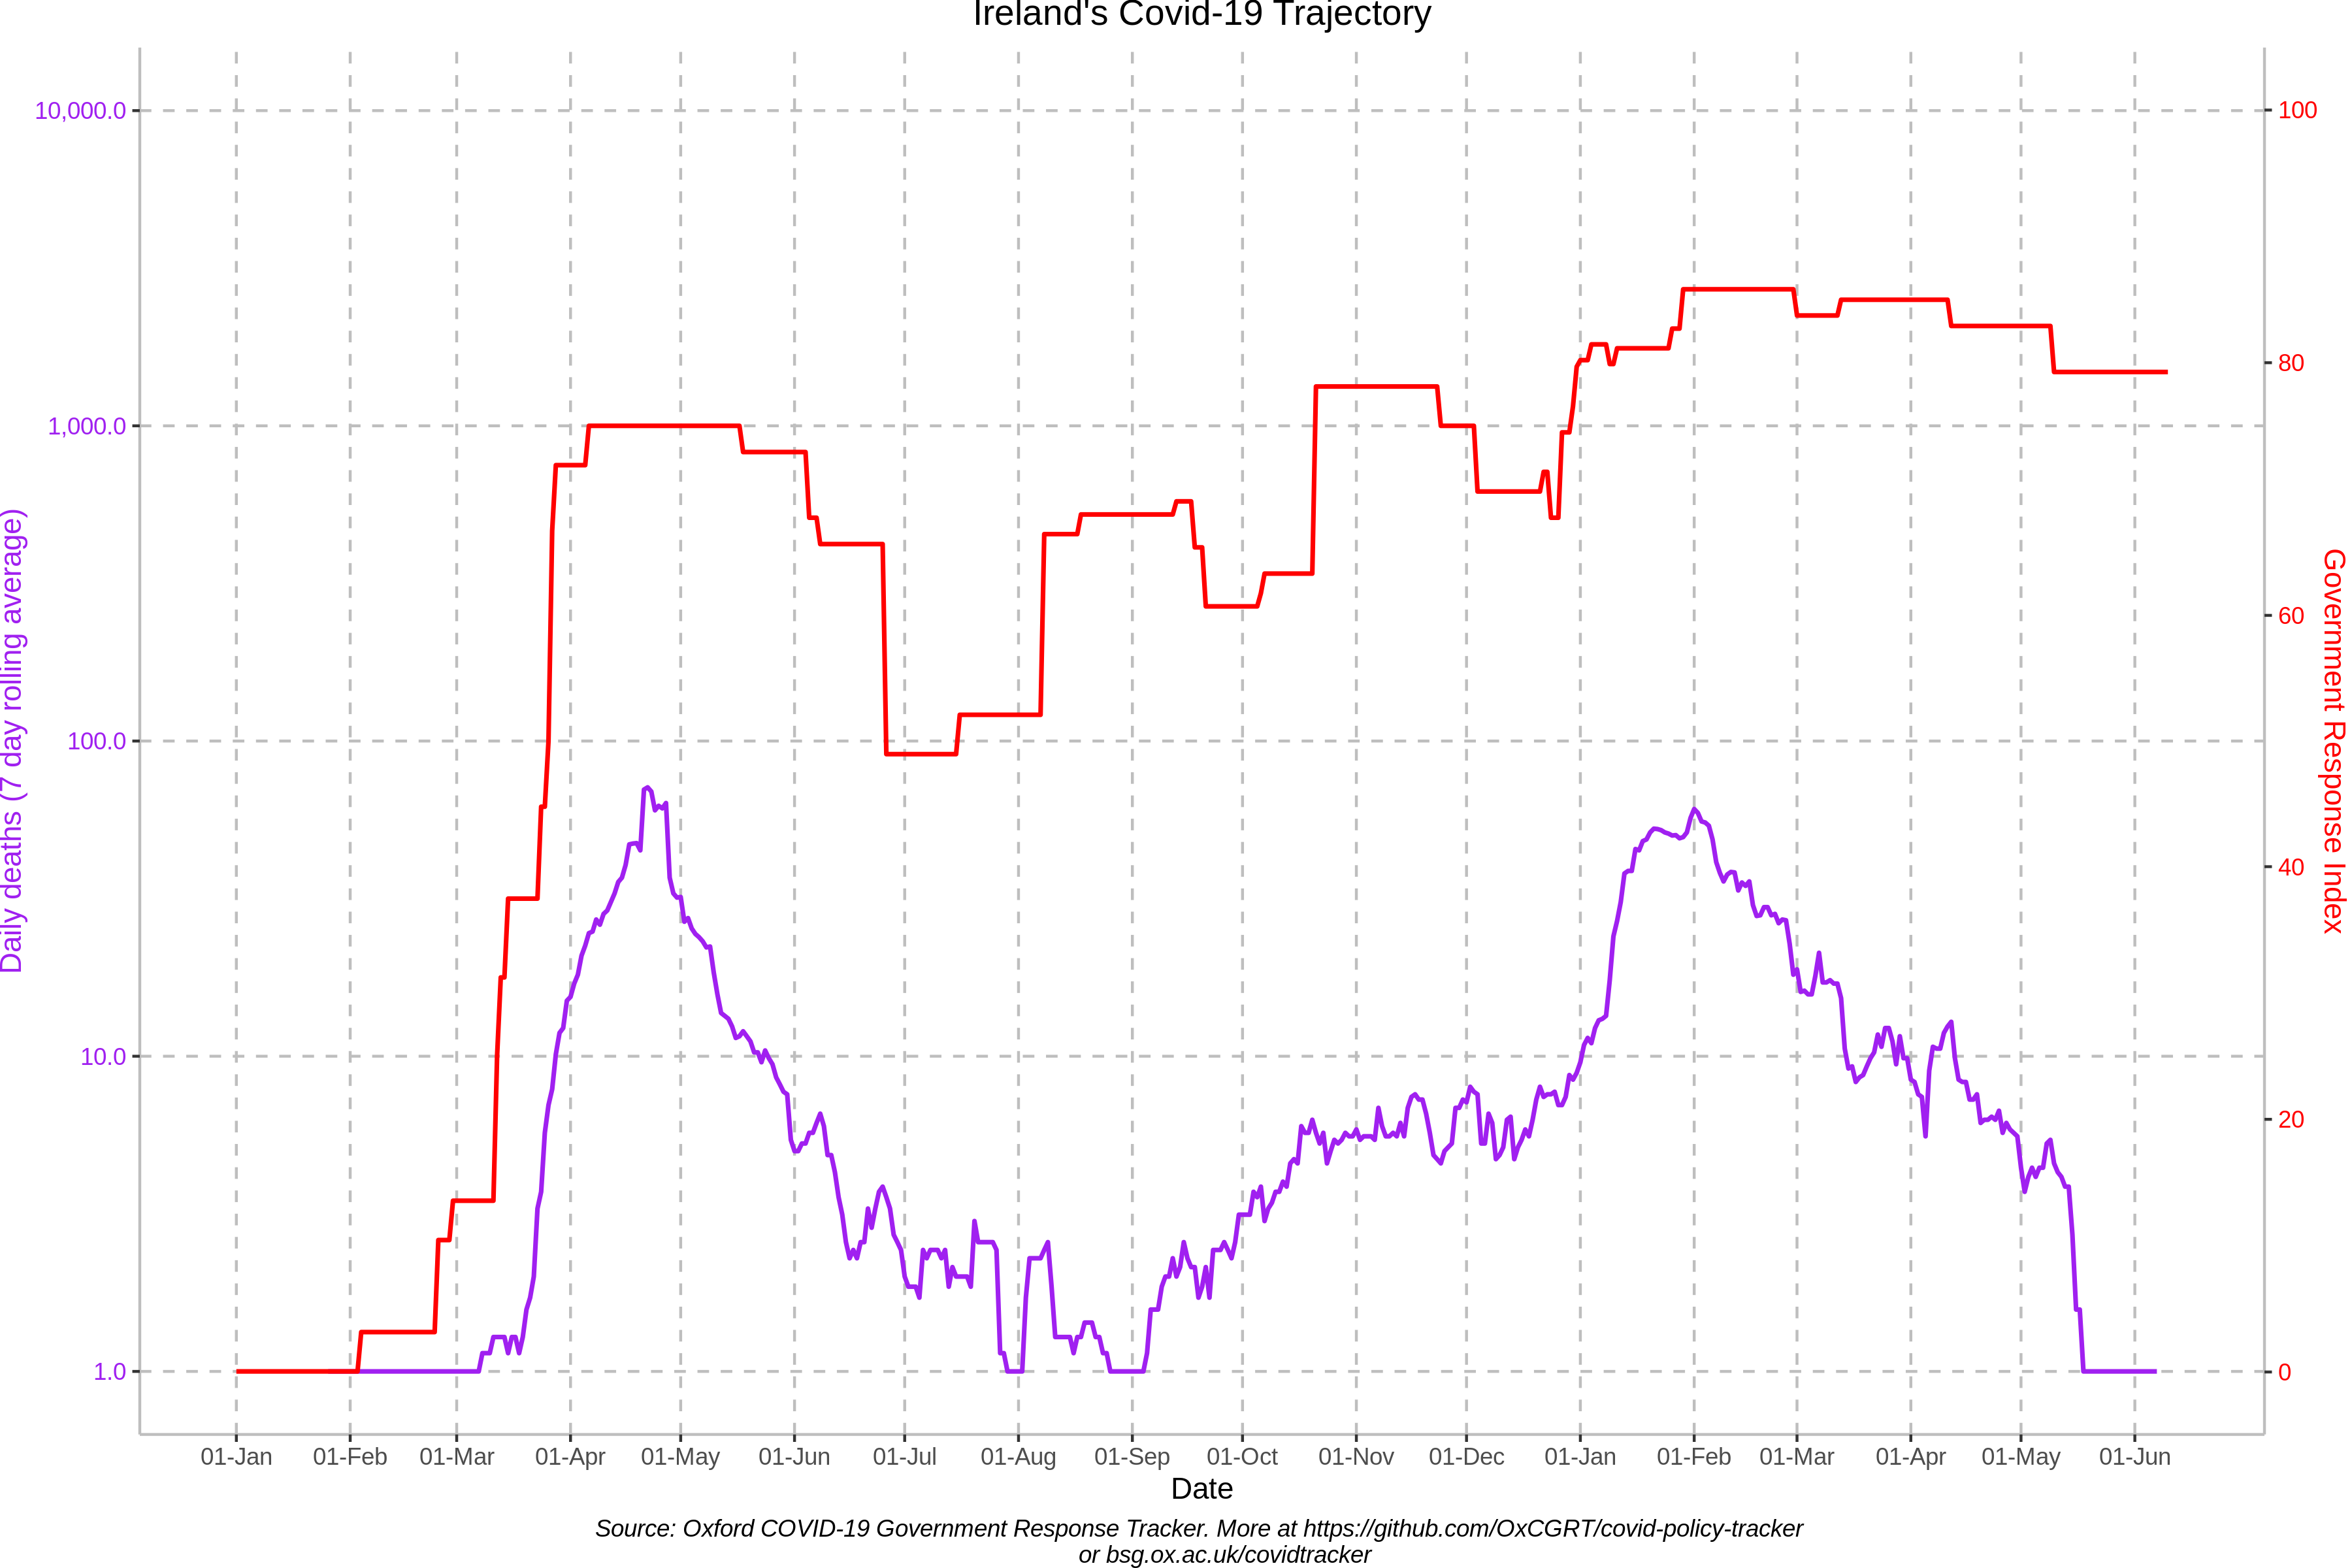 Ireland's Covid-19 Trajectory
10,000.0
1,000.0
100.0
10.0
1.0
Daily deaths (7 day rolling average)
100
80
60
40
20
0
Government Response Index
01-Jan 01-Feb 01-Mar 01-Apr 01-May 01-Jun 01-Jul 01-Aug 01-Sep 01-Oct 01-Nov 01-Dec 01-Jan 01-Feb 01-Mar 01-Apr 01-May 01-Jun
Date
Source: Oxford COVID-19 Government Response Tracker. More at https://github.com/OxCGRT/covid-policy-tracker
or bsg.ox.ac.uk/covidtracker